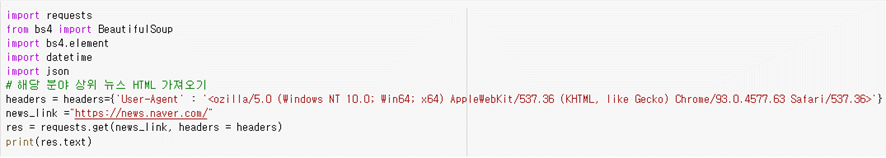 import requests
from bs4 import BeautifulSoup
import bs4.element
import datetime
import json
# 해당 분야 상위 뉴스 HTML 가져오기
headers = headers={'User-Agent' : '<ozilla/5.0 (Windows NT 10.0; Win64; x64) AppleWebKit/537.36 (KHTML, like Gecko) Chrome/93.0.4577.63 Safari/537.36>'}
news_link ="https://news.naver.com/"
res = requests.get(news_link, headers = headers)
print(res.text)